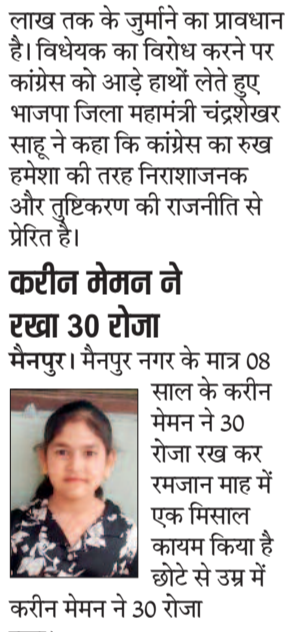 लाख तक के जुर्माने का प्रावधान
है। विधेयक का विरोध करने पर
कांग्रेस को आड़े हाथों लेते हुए
भाजपा जिला महामंत्री चंद्रशेखर
साहू ने कहा कि कांग्रेस का रुख
हमेशा की तरह निराशाजनक
और तुष्टिकरण की राजनीति से
प्रेरित है।
करीन मेमन ने
रखा 30 रोजा
मैनपुर। मैनपुर नगर के मात्र 08
साल के करीन
मेमन ने 30
रोजा रख कर
रमजान माह में
एक मिसाल
कायम किया है
छोटे से उम्र में
करीन मेमन ने 30 रोजा